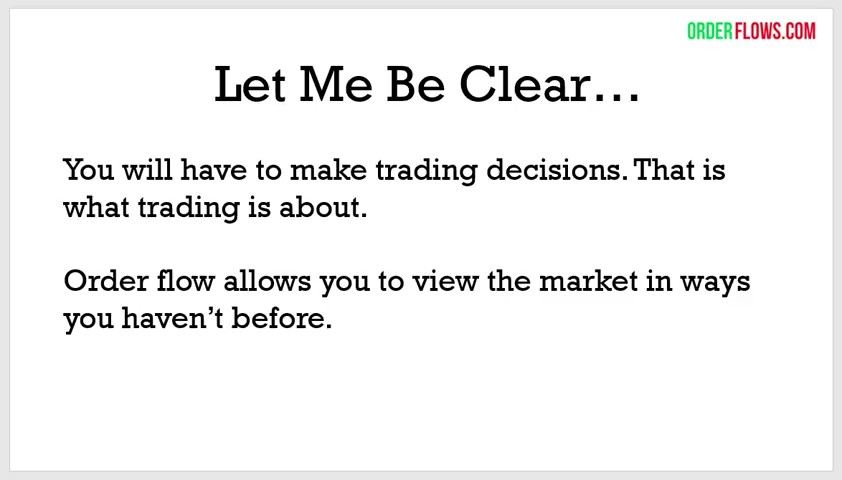 ORDERFLOWS.COM
Let Me Be Clear…
You will have to make trading decisions. That is
what trading is about.
Order flow allows you to view the market in ways
you haven’t before.